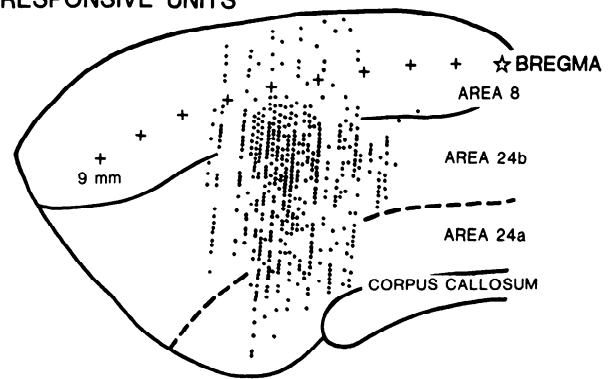 RESPONSIVE UNITS
☆ BREGMA
AREA 8
AREA 24b
9 mm
AREA 24a
CORPUS CALLOSUM